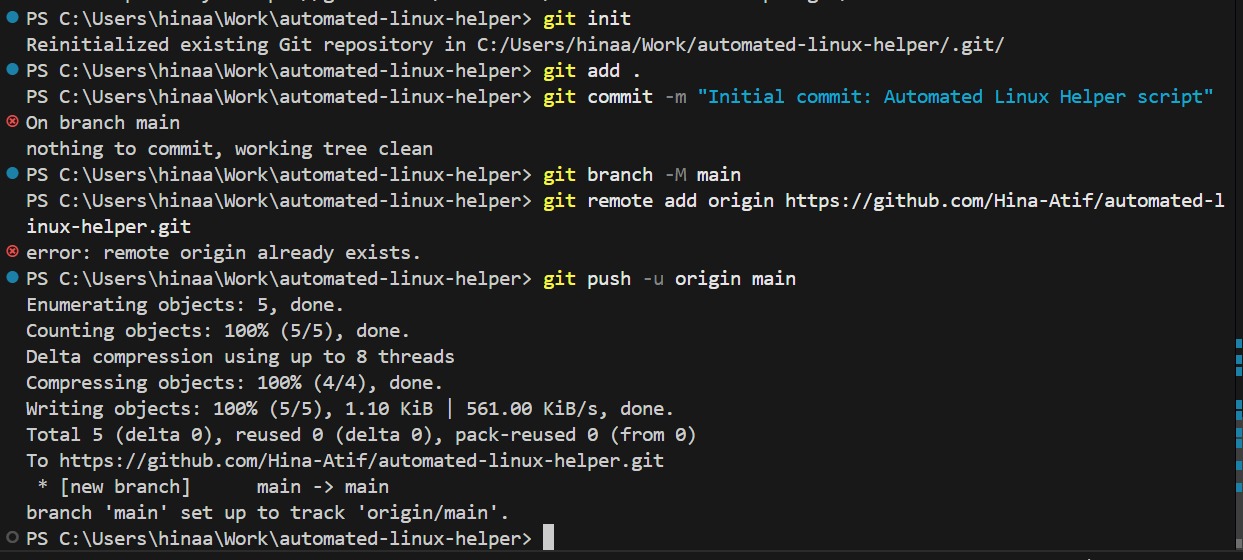 PS C:\Users\hinaa\Work\automated-linux-helper> git init
Reinitialized existing Git repository in C:/Users/hinaa/Work/automated-linux-helper/.git/
PS C:\Users\hinaa\Work\automated-linux-helper> git add .
PS C:\Users\hinaa\Work\automated-linux-helper> git commit -m "Initial commit: Automated Linux Helper script"
On branch main
nothing to commit, working tree clean
PS C:\Users\hinaa\Work\automated-linux-helper> git branch -M main
PS C:\Users\hinaa\Work\automated-linux-helper> git remote add origin https://github.com/Hina-Atif/automated-l
inux-helper.git
error: remote origin already exists.
PS C:\Users\hinaa\Work\automated-linux-helper> git push -u origin main
Enumerating objects: 5, done.
Counting objects: 100% (5/5), done.
Delta compression using up to 8 threads
Compressing objects: 100% (4/4), done.
Writing objects: 100% (5/5), 1.10 KiB | 561.00 KiB/s, done.
Total 5 (delta 0), reused 0 (delta 0), pack-reused 0 (from 0)
To https://github.com/Hina-Atif/automated-linux-helper.git
 * [new branch]      main -> main
branch 'main' set up to track 'origin/main'.
PS C:\Users\hinaa\Work\automated-linux-helper>